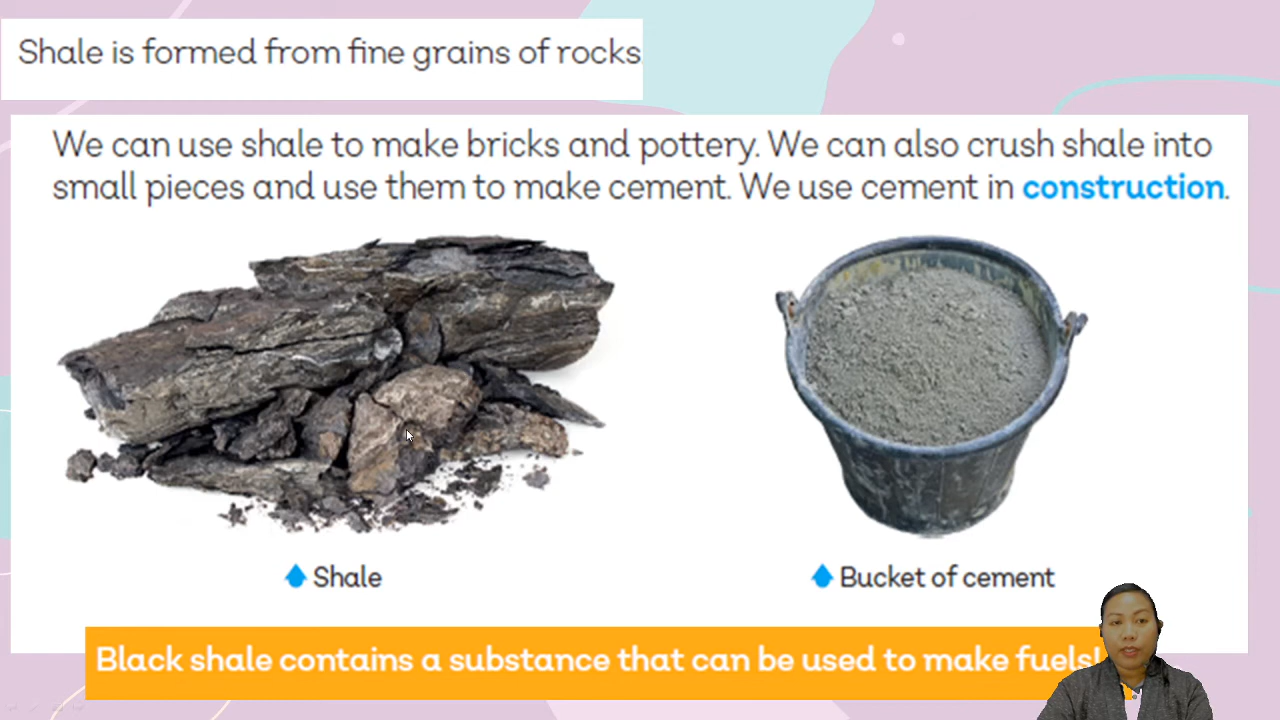 Shale is formed from fine grains of rocks
We can use shale to make bricks and pottery. We can also crush shale into
small pieces and use them to make cement. We use cement in construction.
Shale
Bucket of cement
Black shale contains a substance that can be used to make fuels!